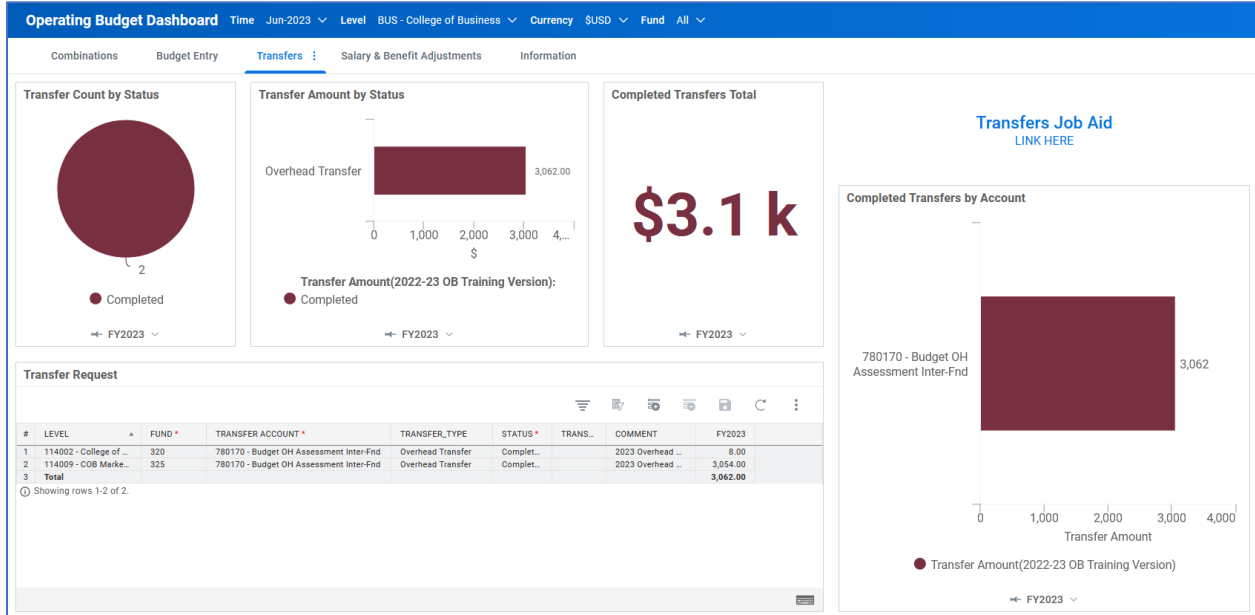 Operating Budget Dashboard Time Jun-2023 Level BUS - College of Business Currency $USD Fund All
Combinations Budget Entry Transfers Salary & Benefit Adjustments Information
Transfer Count by Status
2
Completed
FY2023
Transfer Amount by Status
Overhead Transfer
3,062.00
0 1,000 2,000 3,000 4,...
$
Transfer Amount(2022-23 OB Training Version):
Completed
FY2023
Completed Transfers Total
$3.1 k
FY2023
Transfers Job Aid
LINK HERE
Completed Transfers by Account
780170 - Budget OH
Assessment Inter-Fnd
3,062
0 1,000 2,000 3,000 4,000
Transfer Amount
Transfer Amount(2022-23 OB Training Version)
FY2023
Transfer Request
# LEVEL FUND * TRANSFER ACCOUNT * TRANSFER_TYPE STATUS * TRANS... COMMENT FY2023
1 114002 - College of ... 320 780170 - Budget OH Assessment Inter-Fnd Overhead Transfer Complet... 2023 Overhead ... 8.00
2 114009 - COB Marke... 325 780170 - Budget OH Assessment Inter-Fnd Overhead Transfer Complet... 2023 Overhead ... 3,054.00
3 Total 3,062.00
Showing rows 1-2 of 2.